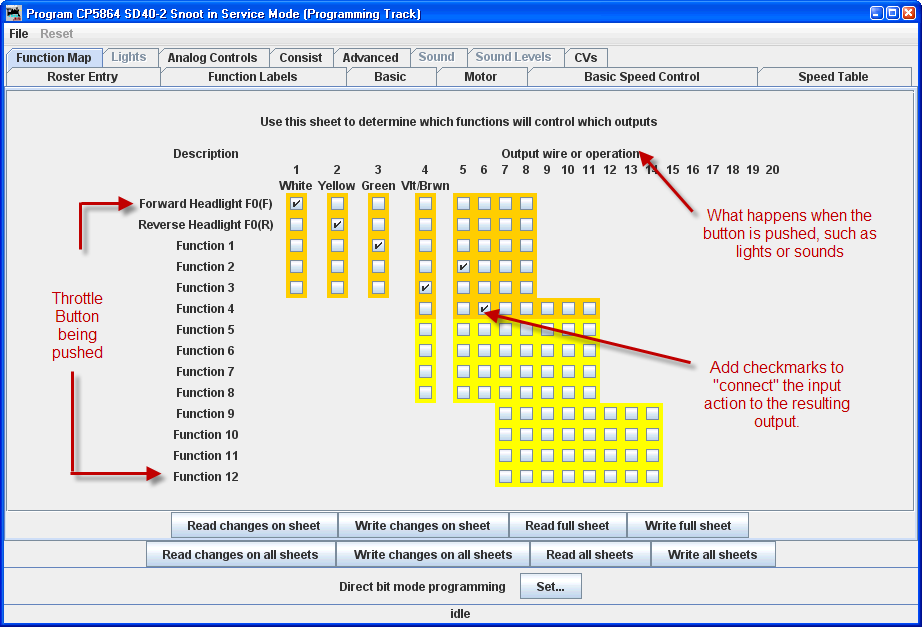 Program CP5864 SD40-2 Snoot in Service Mode (Programming Track)
File Reset
Function Map Lights Analog Controls Consist Advanced Sound Sound Levels CVs
Roster Entry Function Labels Basic Motor Basic Speed Control Speed Table
Use this sheet to determine which functions will control which outputs
Description Output wire or operation
1 2 3 4 5 6 7 8 9 10 11 12 13 14 15 16 17 18 19 20
White Yellow Green Vlt/Brwn
Forward Headlight F0(F)
Reverse Headlight F0(R)
Function 1
Function 2
Function 3
Function 4
Function 5
Function 6
Function 7
Function 8
Function 9
Function 10
Function 11
Function 12
Throttle
Button
being
pushed
What happens when the
button is pushed, such as
lights or sounds
Add checkmarks to
"connect" the input
action to the resulting
output.
Read changes on sheet Write changes on sheet Read full sheet Write full sheet
Read changes on all sheets Write changes on all sheets Read all sheets Write all sheets
Direct bit mode programming Set...
idle